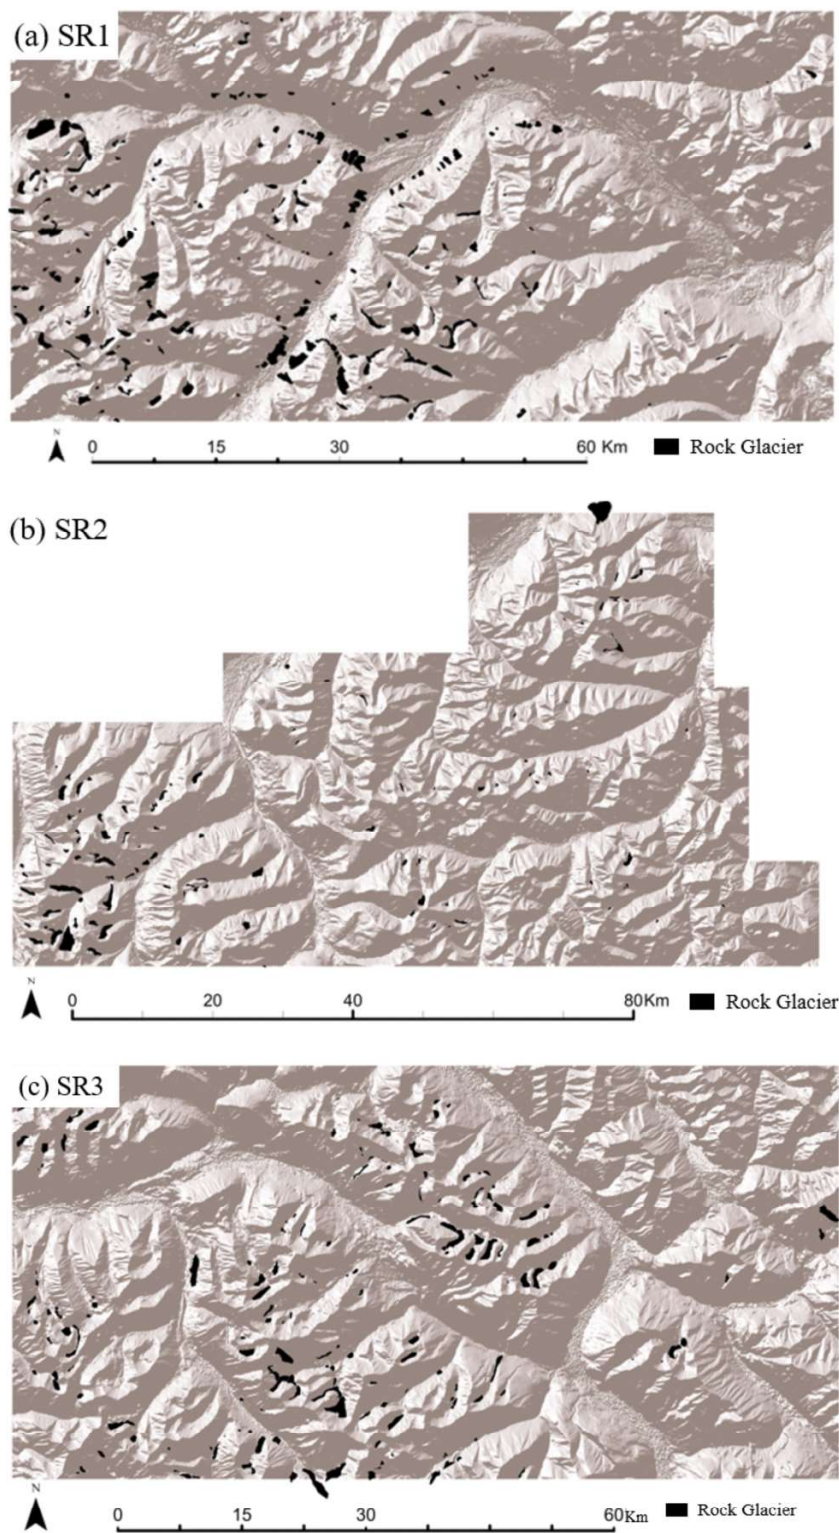 (a) SR1
N
0 15 30 60 Km Rock Glacier
(b) SR2
N
0 20 40 80Km Rock Glacier
(c) SR3
N
0 15 30 60Km Rock Glacier